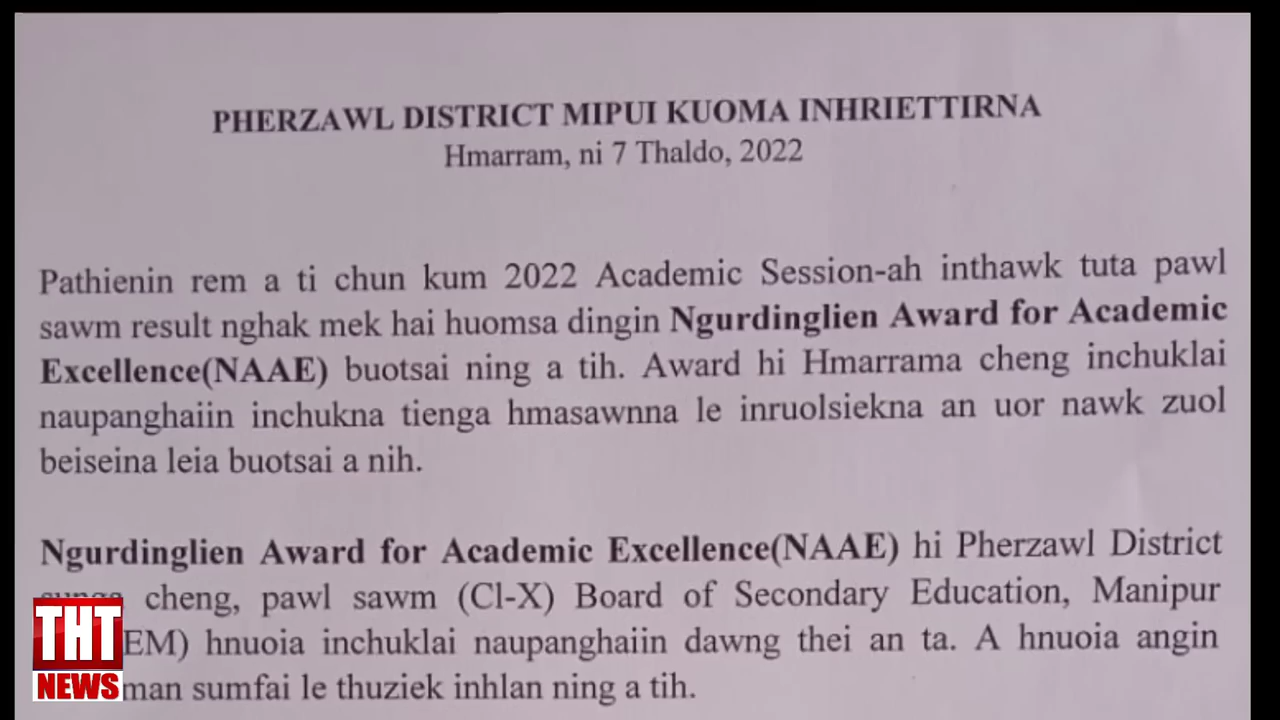 PHERZAWL DISTRICT MIPUI KUOMA INHRIETTIRNA
Hmarram, ni 7 Thaldo, 2022
Pathienin rem a ti chun kum 2022 Academic Session-ah inthawk tuta pawl
sawm result nghak mek hai huomsa dingin Ngurdinglien Award for Academic
Excellence(NAAE) buotsai ning a tih. Award hi Hmarrama cheng inchuklai
naupanghaiin inchukna tienga hmasawnna le inruolsiekna an uor nawk zuol
beiseina leia buotsai a nih.
Ngurdinglien Award for Academic Excellence(NAAE) hi Pherzawl District
cheng, pawl sawm (Cl-X) Board of Secondary Education, Manipur
EM) hnuoia inchuklai naupanghaiin dawng thei an ta. A hnuoia angin
man sumfai le thuziek inhlan ning a tih.
THT
NEWS